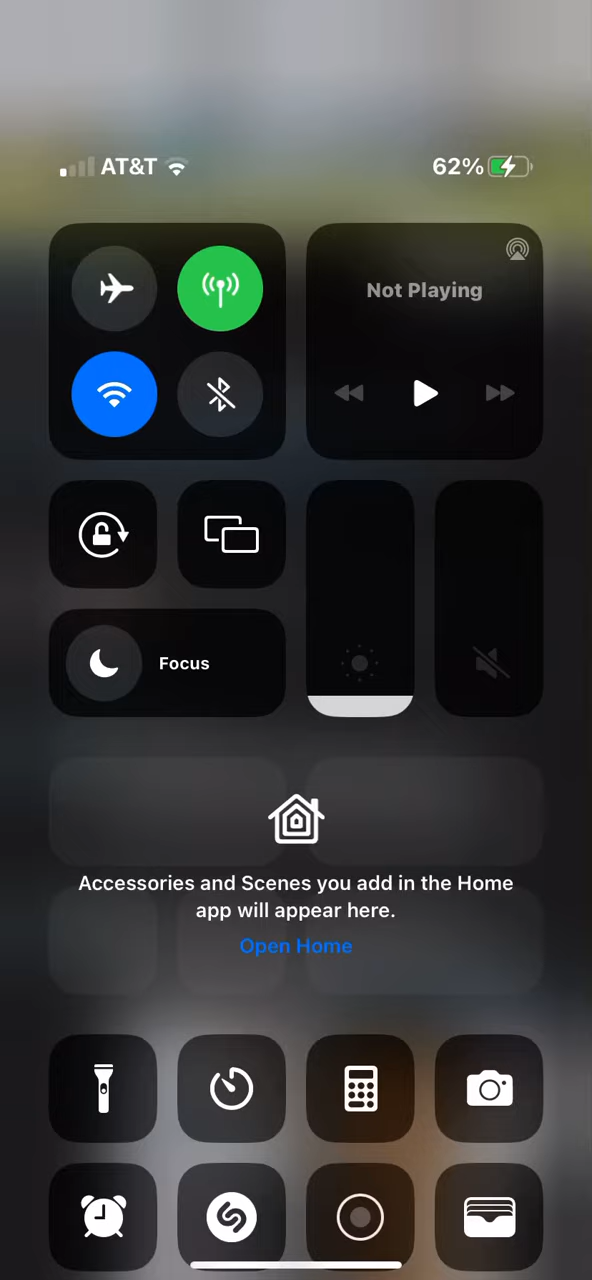 AT&T
62%
Not Playing
Focus
Accessories and Scenes you add in the Home
app will appear here.
Open Home